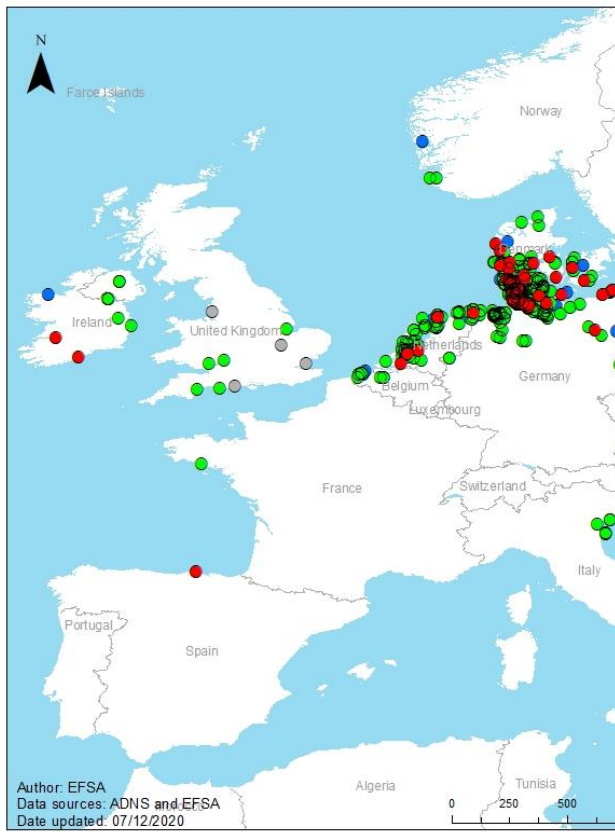 N
Faroe Islands
Norway
Denmark
Ireland
United Kingdom
Netherlands
Germany
Belgium
Luxembourg
France
Switzerland
Italy
Portugal
Spain
Algeria
Tunisia
Morocco
Author: EFSA
Data sources: ADNS and EFSA
Date updated: 07/12/2020
0 250 500